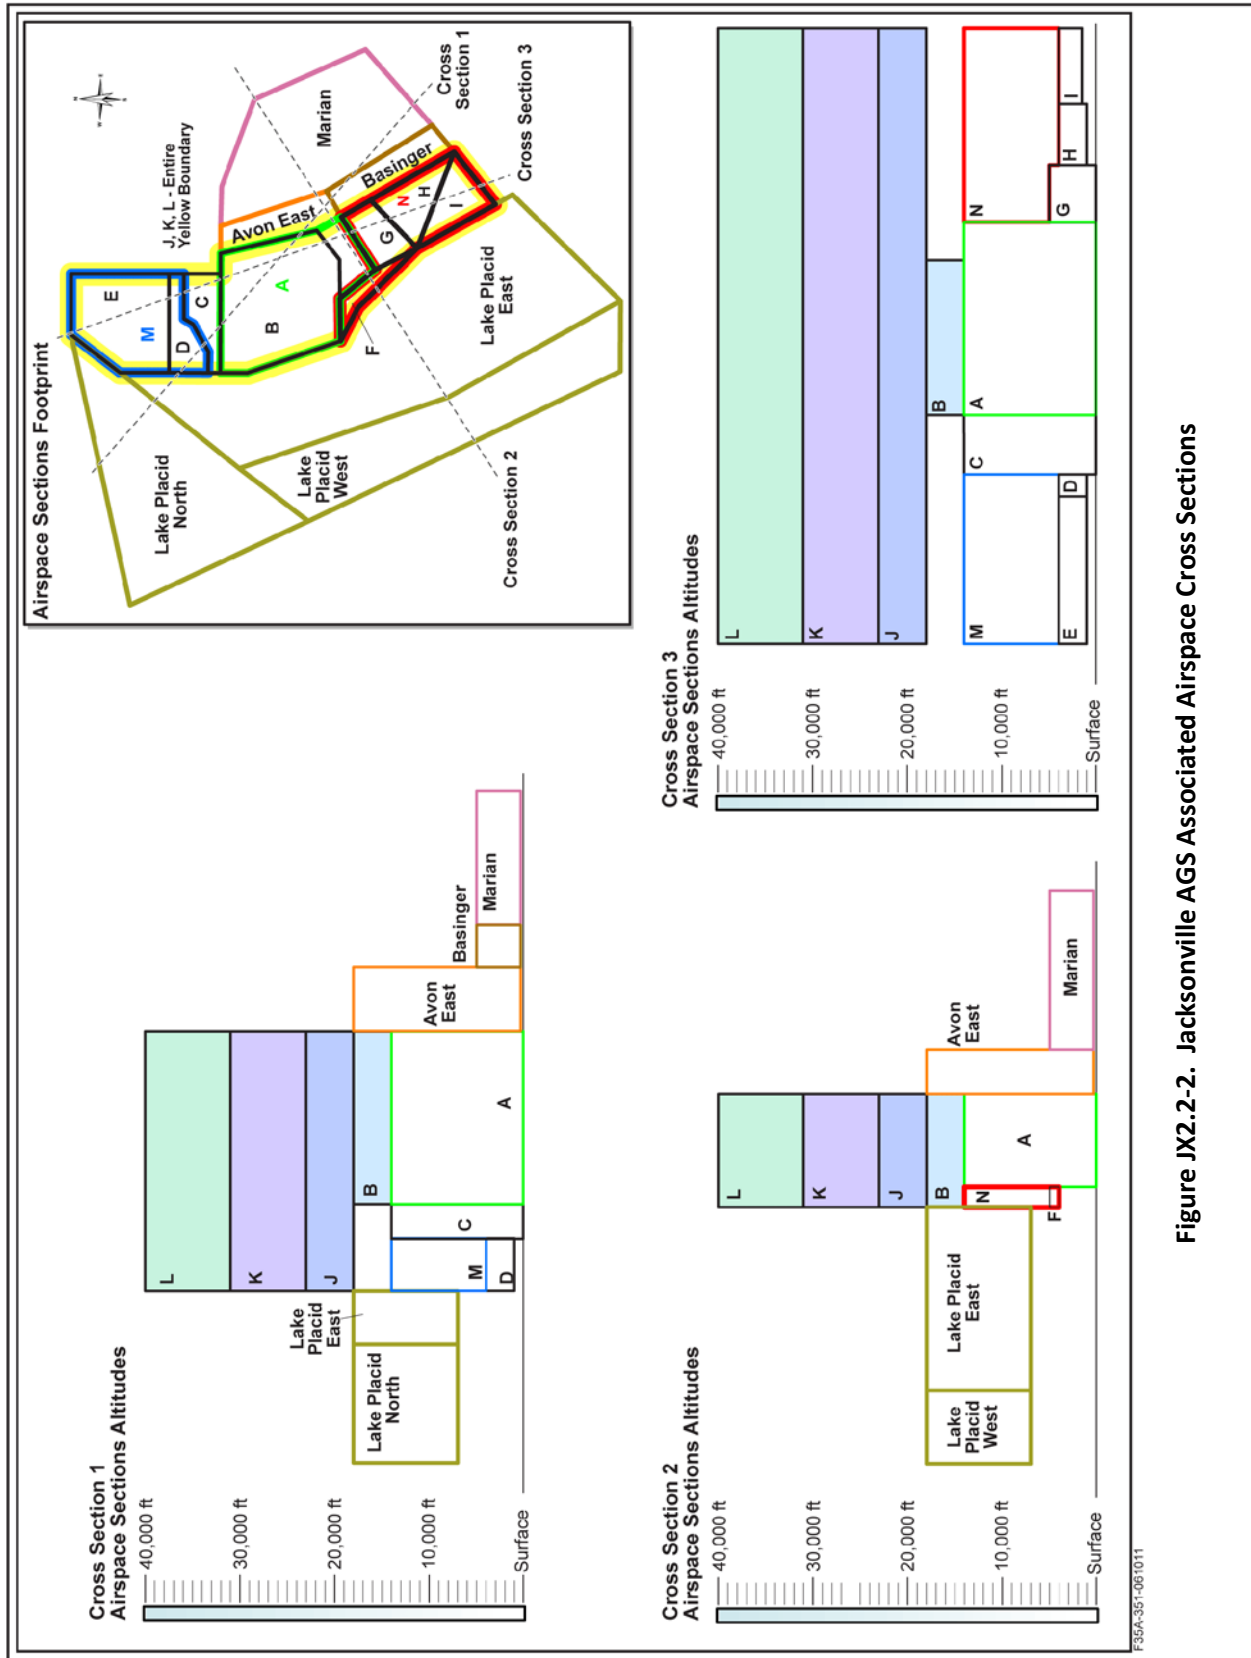 Cross Section 1
Airspace Sections Altitudes
40,000 ft
30,000 ft
20,000 ft
10,000 ft
Surface
L
K
J
B
A
C
M
D
Lake Placid
North
Lake
Placid
East
Avon
East
Basinger
Marian
Airspace Sections Footprint
J, K, L - Entire
Yellow Boundary
Lake Placid
North
Lake
Placid
West
Lake Placid
East
E
M
D
C
B
A
F
G
N
H
I
Avon East
Basinger
Marian
Cross
Section 1
Cross Section 2
Cross Section 3
Cross Section 2
Airspace Sections Altitudes
40,000 ft
30,000 ft
20,000 ft
10,000 ft
Surface
L
K
J
B
N
A
F
Lake
Placid
West
Lake Placid
East
Avon
East
Marian
Cross Section 3
Airspace Sections Altitudes
40,000 ft
30,000 ft
20,000 ft
10,000 ft
Surface
L
K
J
B
M
C
A
N
E
D
G
H
I
F35A-351-061011
Figure JX2.2-2. Jacksonville AGS Associated Airspace Cross Sections